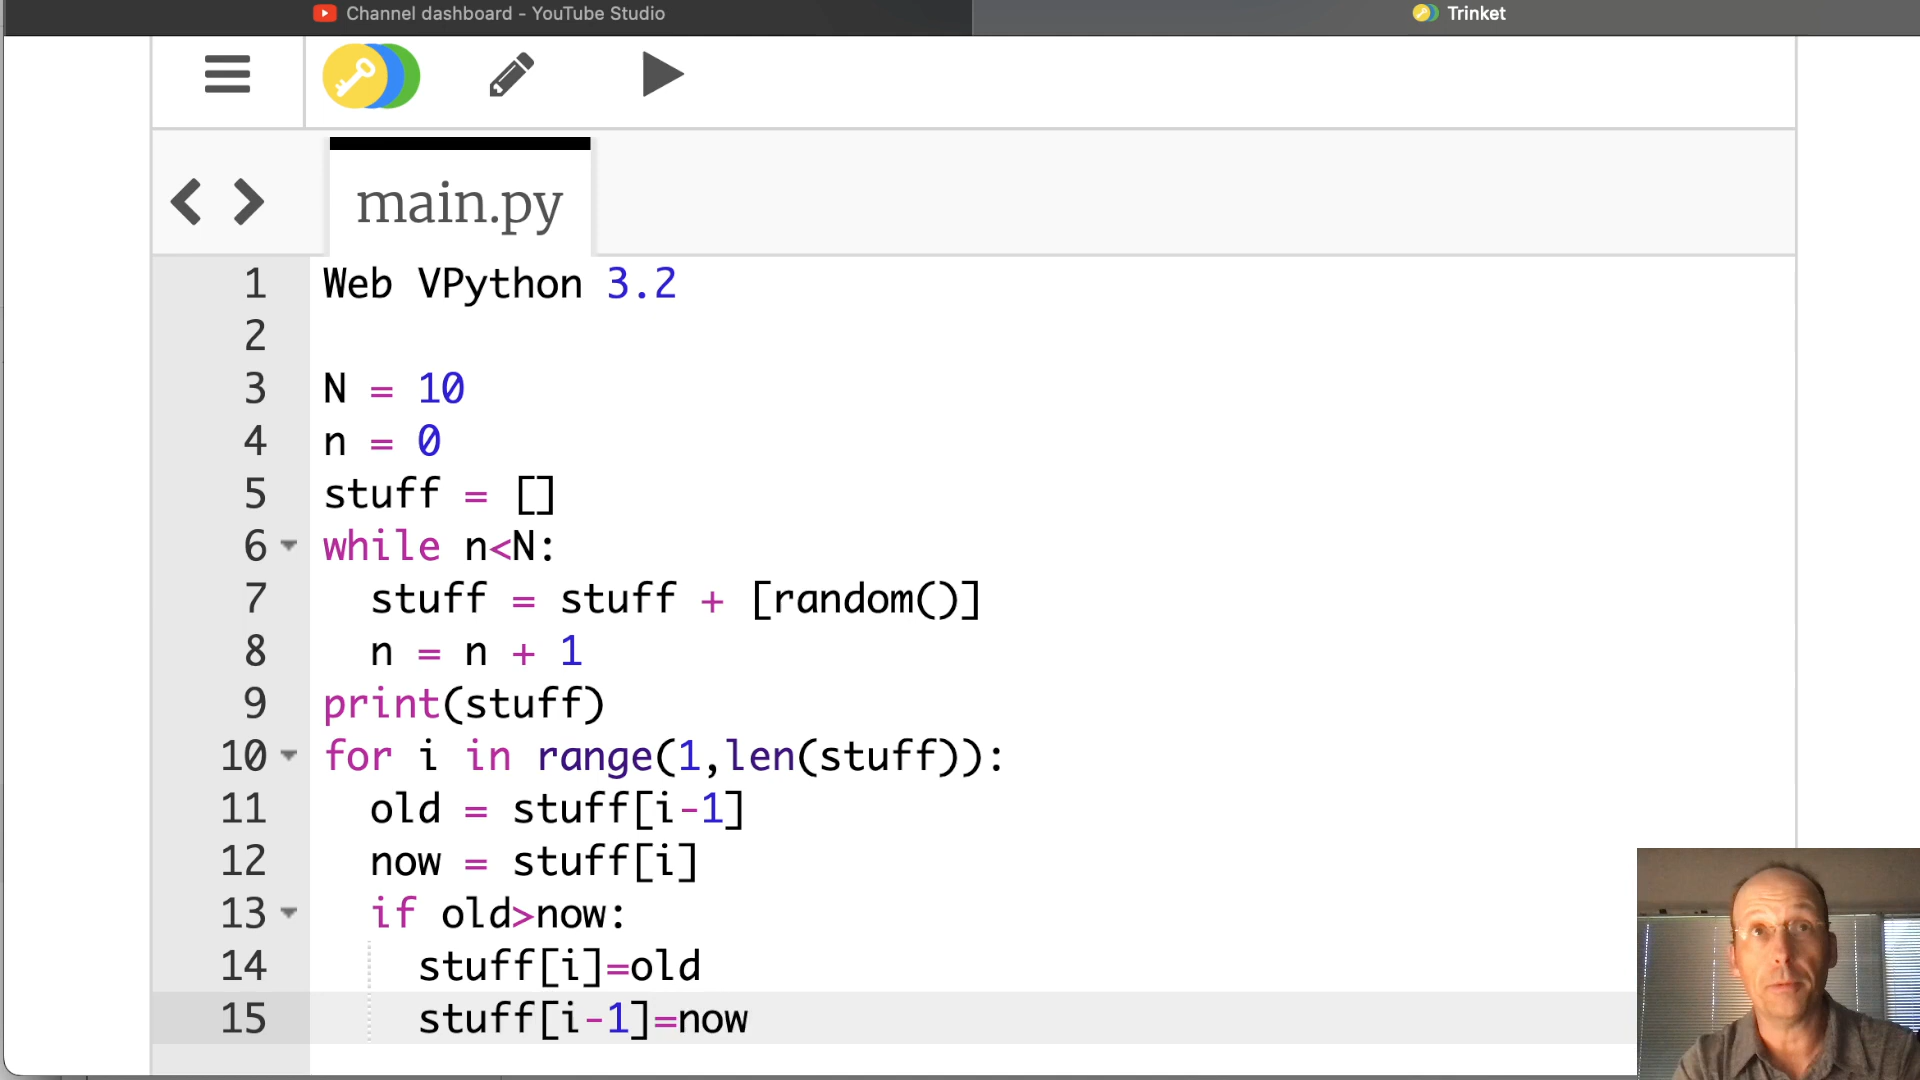 Channel dashboard - YouTube Studio
Trinket
main.py
1 Web VPython 3.2
2
3 N = 10
4 n = 0
5 stuff = []
6 while n<N:
7   stuff = stuff + [random()]
8   n = n + 1
9 print(stuff)
10 for i in range(1,len(stuff)):
11   old = stuff[i-1]
12   now = stuff[i]
13   if old>now:
14     stuff[i]=old
15     stuff[i-1]=now